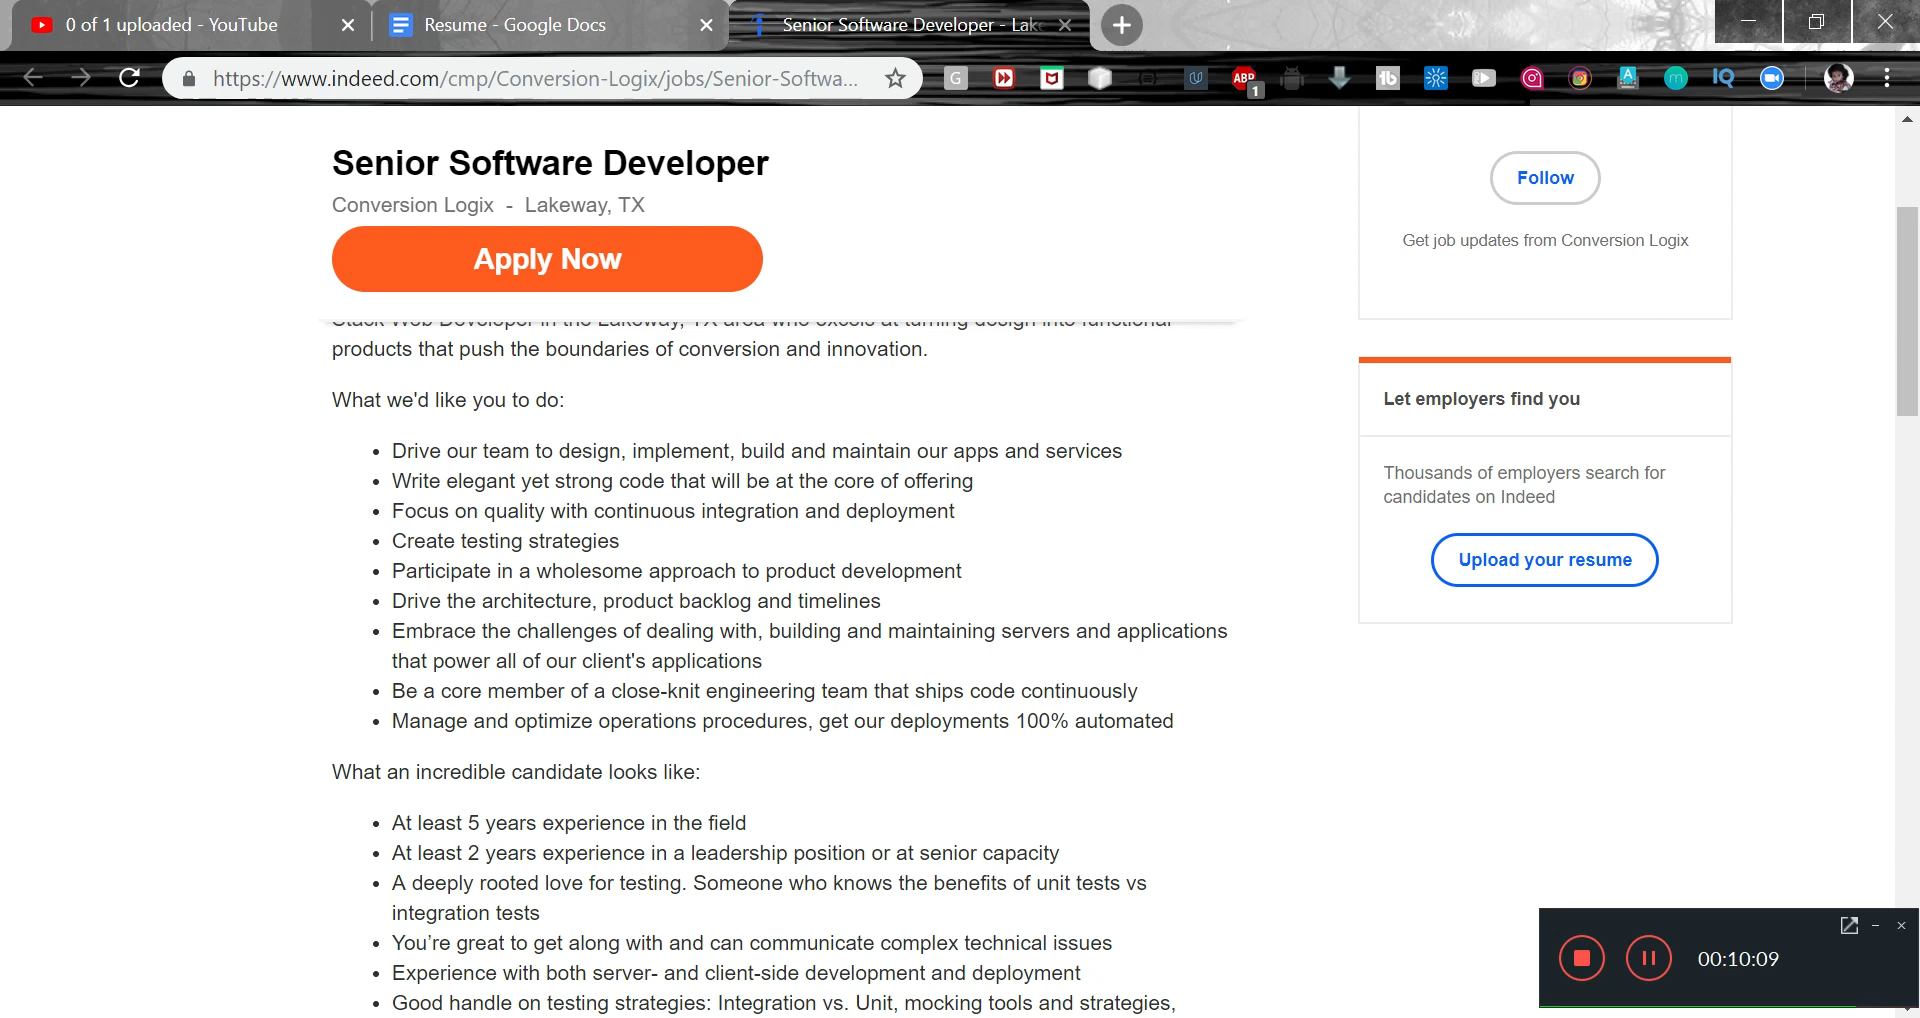 0 of 1 uploaded - YouTube
Resume - Google Docs
Senior Software Developer - Lak
https://www.indeed.com/cmp/Conversion-Logix/jobs/Senior-Softwa...
G
ABP
1
tb
A
m
IQ
Senior Software Developer
Conversion Logix - Lakeway, TX
Apply Now
Follow
Get job updates from Conversion Logix
Stack Web Developer in the Lakeway, TX area who excels at turning design into functional
products that push the boundaries of conversion and innovation.
What we'd like you to do:
• Drive our team to design, implement, build and maintain our apps and services
• Write elegant yet strong code that will be at the core of offering
• Focus on quality with continuous integration and deployment
• Create testing strategies
• Participate in a wholesome approach to product development
• Drive the architecture, product backlog and timelines
• Embrace the challenges of dealing with, building and maintaining servers and applications
that power all of our client's applications
• Be a core member of a close-knit engineering team that ships code continuously
• Manage and optimize operations procedures, get our deployments 100% automated
What an incredible candidate looks like:
• At least 5 years experience in the field
• At least 2 years experience in a leadership position or at senior capacity
• A deeply rooted love for testing. Someone who knows the benefits of unit tests vs
integration tests
• You’re great to get along with and can communicate complex technical issues
• Experience with both server- and client-side development and deployment
• Good handle on testing strategies: Integration vs. Unit, mocking tools and strategies,
Let employers find you
Thousands of employers search for
candidates on Indeed
Upload your resume
00:10:09